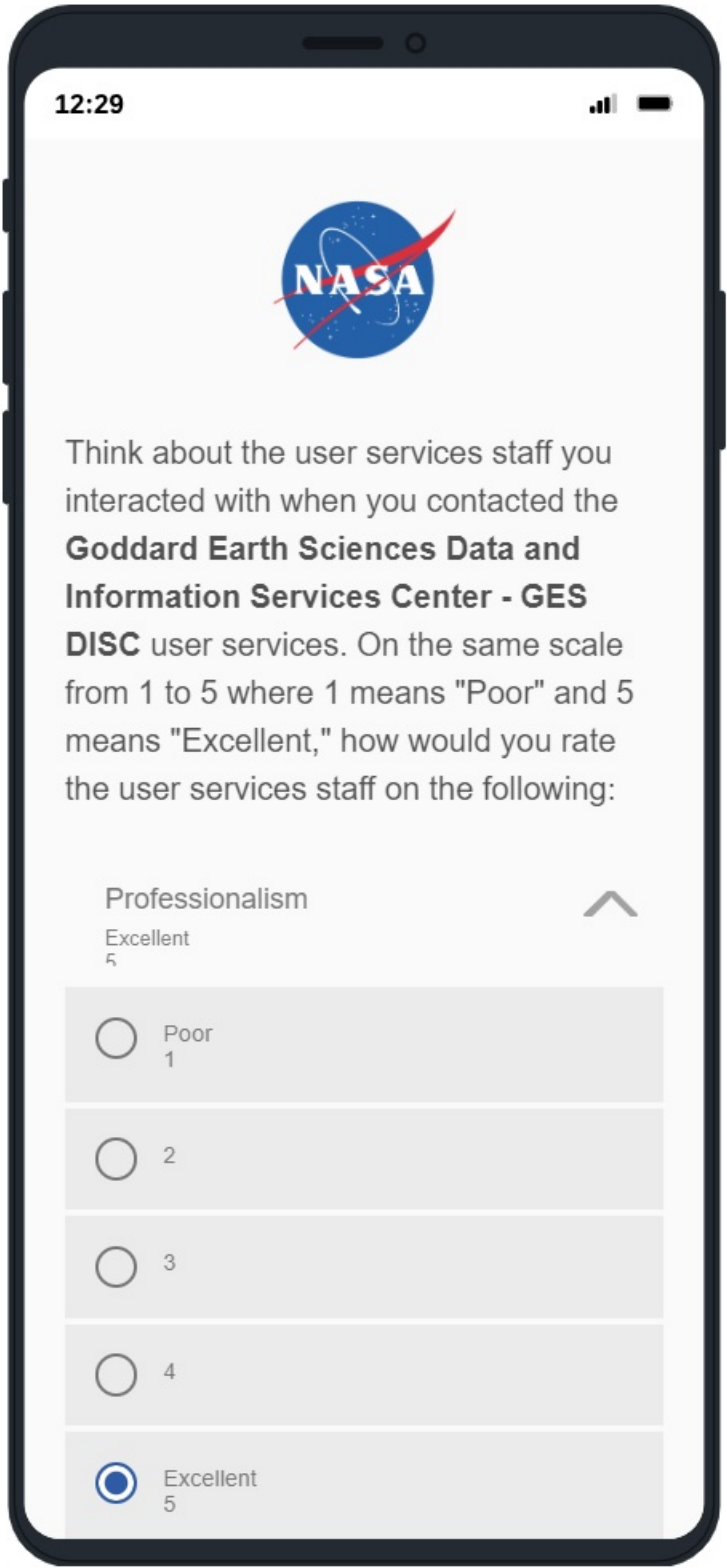 12:29
NASA
Think about the user services staff you
interacted with when you contacted the
Goddard Earth Sciences Data and
Information Services Center - GES
DISC user services. On the same scale
from 1 to 5 where 1 means "Poor" and 5
means "Excellent," how would you rate
the user services staff on the following:
Professionalism
Excellent
5
Poor
1
2
3
4
Excellent
5